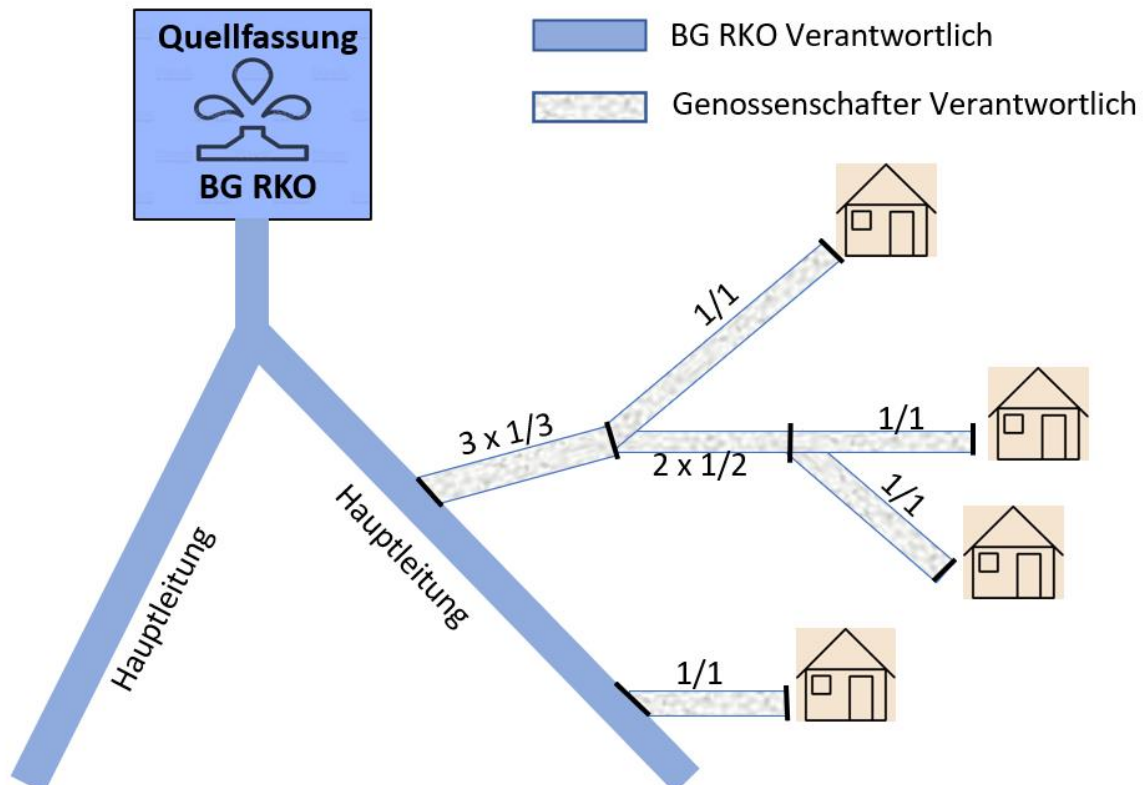 Quellfassung
BG RKO
BG RKO Verantwortlich
Genossenschafter Verantwortlich
1/1
3 x 1/3
2 x 1/2
1/1
1/1
Hauptleitung
Hauptleitung
1/1